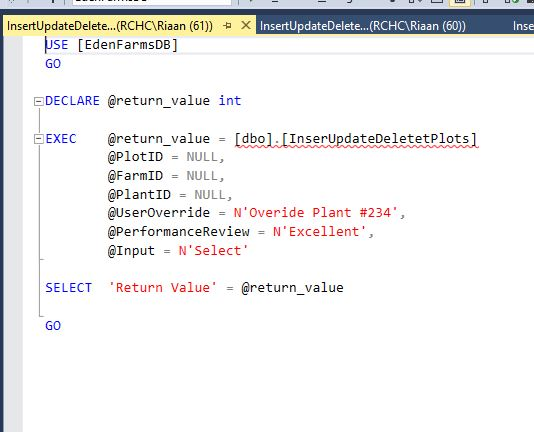 InsertUpdateDelete...(RCHC\Riaan (61)) InsertUpdateDelete...(RCHC\Riaan (60)) Inse
USE [EdenFarmsDB]
GO
DECLARE @return_value int
EXEC @return_value = [dbo].[InserUpdateDeletetPlots]
@PlotID = NULL,
@FarmID = NULL,
@PlantID = NULL,
@UserOverride = N'Overide Plant #234',
@PerformanceReview = N'Excellent',
@Input = N'Select'
SELECT 'Return Value' = @return_value
GO